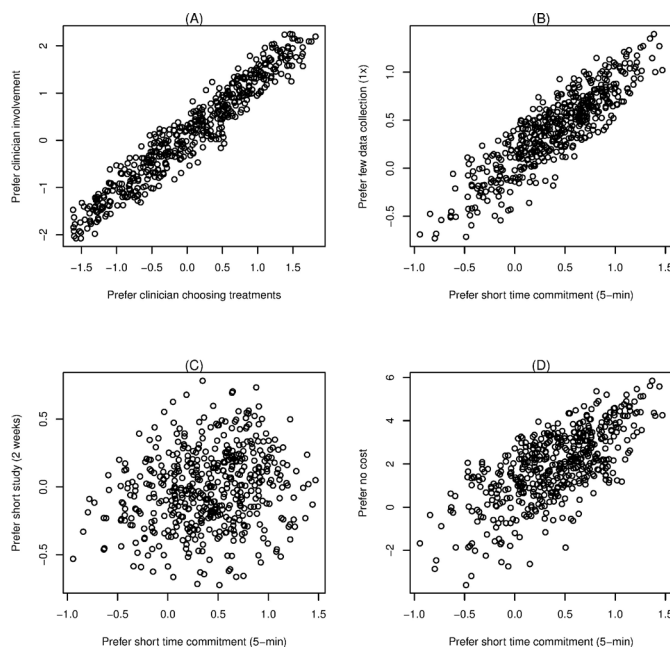 (A)
Prefer clinician involvement
2
1
0
−1
−2
−1.5 −1.0 −0.5 0.0 0.5 1.0 1.5
Prefer clinician choosing treatments
(B)
Prefer few data collection (1x)
1.0
0.5
0.0
−0.5
−1.0 −0.5 0.0 0.5 1.0 1.5
Prefer short time commitment (5−min)
(C)
Prefer short study (2 weeks)
0.5
0.0
−0.5
−1.0 −0.5 0.0 0.5 1.0 1.5
Prefer short time commitment (5−min)
(D)
Prefer no cost
6
4
2
0
−2
−1.0 −0.5 0.0 0.5 1.0 1.5
Prefer short time commitment (5−min)